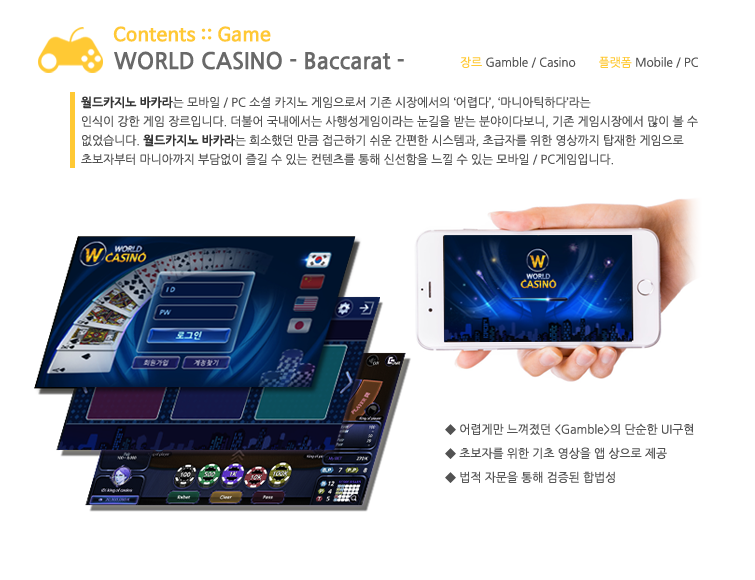 Contents :: Game
WORLD CASINO - Baccarat -
장르 Gamble / Casino 플랫폼 Mobile / PC
월드카지노 바카라는 모바일 / PC 소셜 카지노 게임으로서 기존 시장에서의 ‘어렵다’, ‘마니아틱하다’라는
인식이 강한 게임 장르입니다. 더불어 국내에서는 사행성게임이라는 눈길을 받는 분야이다보니, 기존 게임시장에서 많이 볼 수
없었습니다. 월드카지노 바카라는 희소했던 만큼 접근하기 쉬운 간편한 시스템과, 초급자를 위한 영상까지 탑재한 게임으로
초보자부터 마니아까지 부담없이 즐길 수 있는 컨텐츠를 통해 신선함을 느낄 수 있는 모바일 / PC게임입니다.
W WORLD
CASINO
I D
PW
로그인
회원가입 계정찾기
100 500 1K 10K 100K
Rebet Clear Pass
W
WORLD
CASINO
◆ 어렵게만 느껴졌던 <Gamble>의 단순한 UI구현
◆ 초보자를 위한 기초 영상을 앱 상으로 제공
◆ 법적 자문을 통해 검증된 합법성